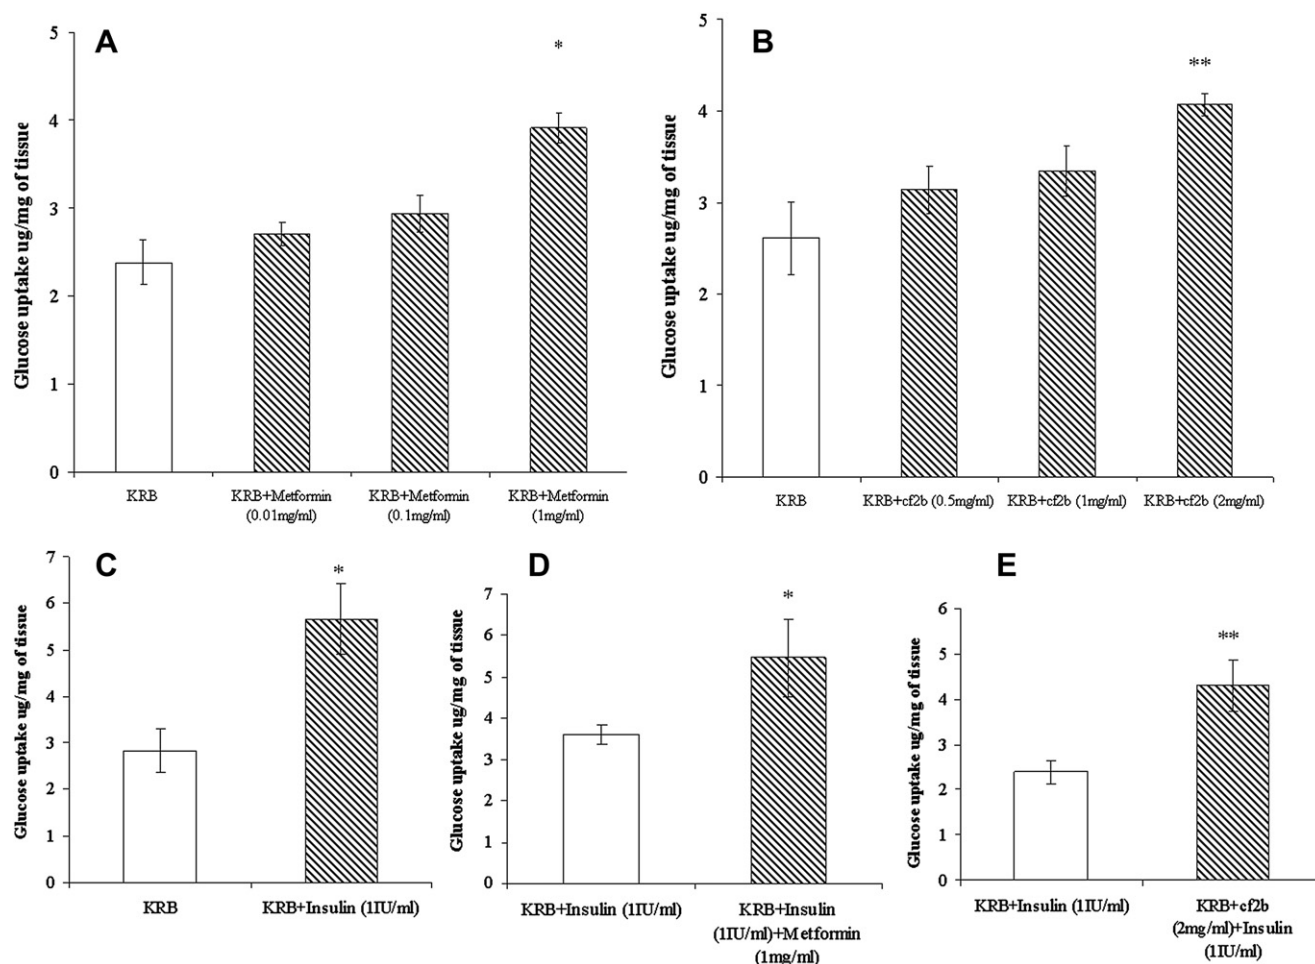 A
*
Glucose uptake ug/mg of tissue
5
4
3
2
1
0
KRB
KRB+Metformin
(0.01mg/ml)
KRB+Metformin
(0.1mg/ml)
KRB+Metformin
(1mg/ml)
B
**
Glucose uptake ug/mg of tissue
5
4
3
2
1
0
KRB
KRB+cf2b (0.5mg/ml)
KRB+cf2b (1mg/ml)
KRB+cf2b (2mg/ml)
C
*
Glucose uptake ug/mg of tissue
7
6
5
4
3
2
1
0
KRB
KRB+Insulin (1IU/ml)
D
*
Glucose uptake ug/mg of tissue
7
6
5
4
3
2
1
0
KRB+Insulin (1IU/ml)
KRB+Insulin
(1IU/ml)+Metformin
(1mg/ml)
E
**
Glucose uptake ug/mg of tissue
6
5
4
3
2
1
0
KRB+Insulin (1IU/ml)
KRB+cf2b
(2mg/ml)+Insulin
(1IU/ml)